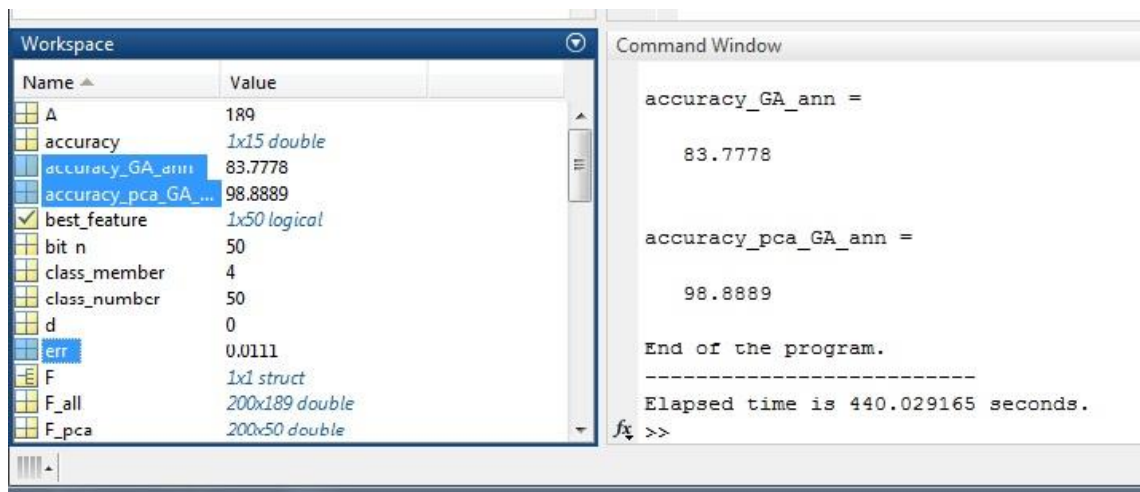 Workspace
Name Value
A 189
accuracy 1x15 double
accuracy_GA_ann 83.7778
accuracy_pca_GA_... 98.8889
best_feature 1x50 logical
bit_n 50
class_member 4
class_number 50
d 0
err 0.0111
F 1x1 struct
F_all 200x189 double
F_pca 200x50 double
Command Window
accuracy_GA_ann =
83.7778
accuracy_pca_GA_ann =
98.8889
End of the program.
---------------------------
Elapsed time is 440.029165 seconds.
fx >>